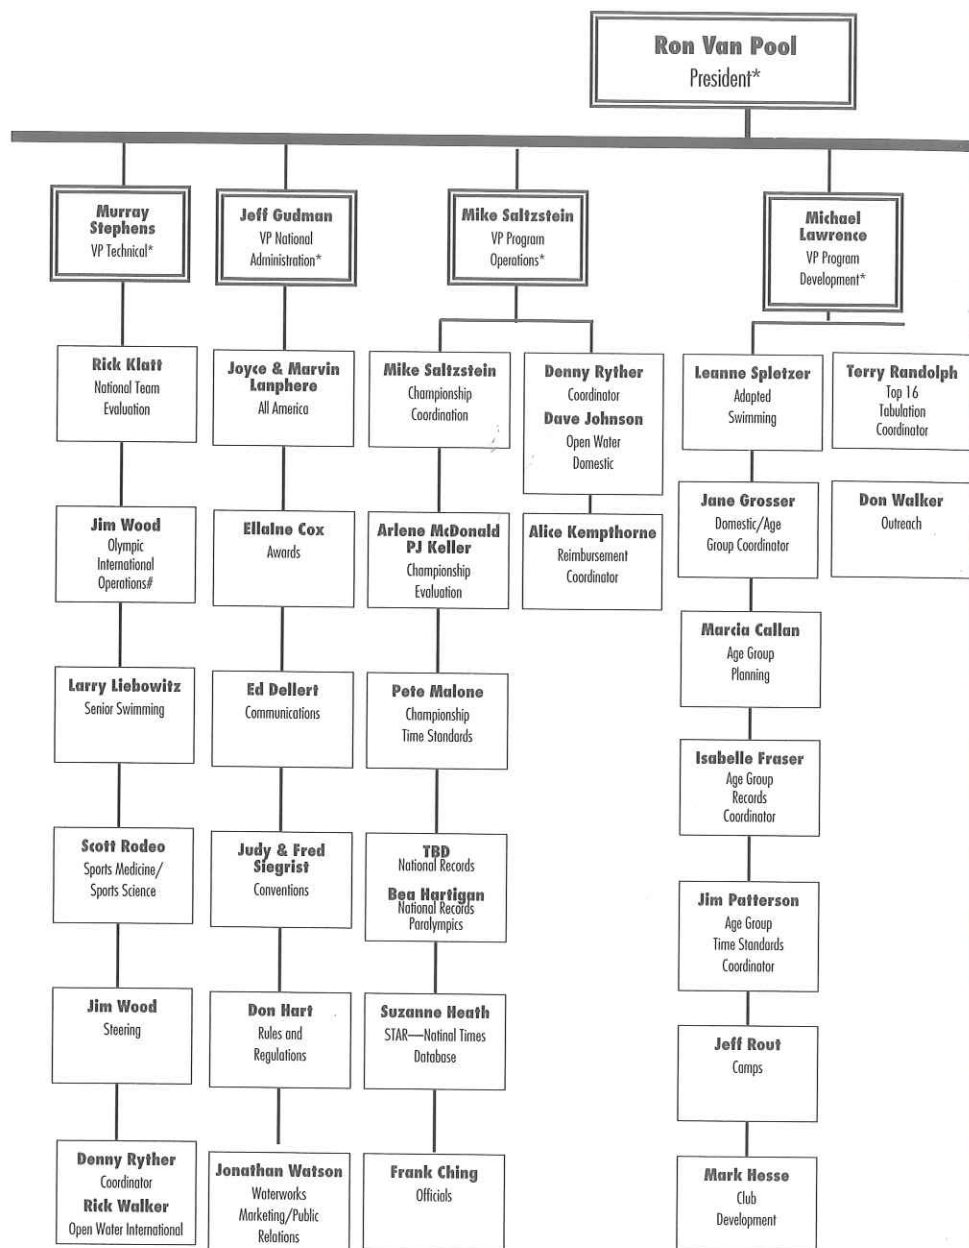 Ron Van Pool
President*
Murray
Stephens
VP Technical*
Jeff Gudman
VP National
Administration*
Mike Saltzstein
VP Program
Operations*
Michael
Lawrence
VP Program
Development*
Rick Klatt
National Team
Evaluation
Jim Wood
Olympic
International
Operations#
Larry Liebowitz
Senior Swimming
Scott Rodeo
Sports Medicine/
Sports Science
Jim Wood
Steering
Denny Ryther
Coordinator
Rick Walker
Open Water International
Joyce & Marvin
Lanphere
All America
Ellaine Cox
Awards
Ed Dellert
Communications
Judy & Fred
Siegrist
Conventions
Don Hart
Rules and
Regulations
Jonathan Watson
Waterworks
Marketing/Public
Relations
Mike Saltzstein
Championship
Coordination
Arlene McDonald
PJ Keller
Championship
Evaluation
Pete Malone
Championship
Time Standards
TBD
National Records
Bea Hartigan
National Records
Paralympics
Suzanne Heath
STAR—Natinal Times
Database
Frank Ching
Officials
Denny Ryther
Coordinator
Dave Johnson
Open Water
Domestic
Alice Kempthorne
Reimbursement
Coordinator
Leanne Spletzer
Adapted
Swimming
Jane Grosser
Domestic/Age
Group Coordinator
Marcia Callan
Age Group
Planning
Isabelle Fraser
Age Group
Records
Coordinator
Jim Patterson
Age Group
Time Standards
Coordinator
Jeff Rout
Camps
Mark Hesse
Club
Development
Terry Randolph
Top 16
Tabulation
Coordinator
Don Walker
Outreach